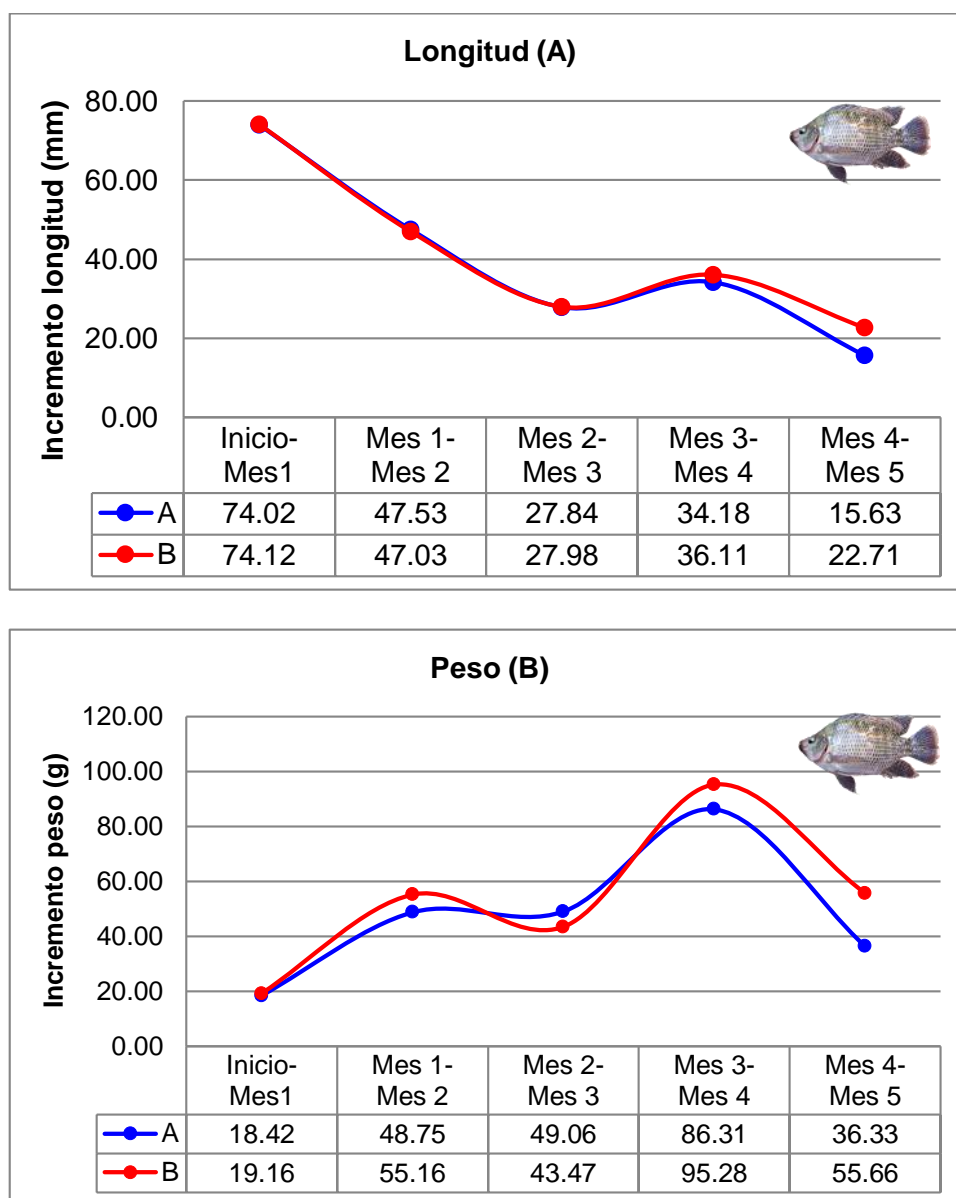 Longitud (A)
Incremento longitud (mm)
80.00
60.00
40.00
20.00
0.00
Inicio-
Mes1
Mes 1-
Mes 2
Mes 2-
Mes 3
Mes 3-
Mes 4
Mes 4-
Mes 5
A 74.02 47.53 27.84 34.18 15.63
B 74.12 47.03 27.98 36.11 22.71
Peso (B)
Incremento peso (g)
120.00
100.00
80.00
60.00
40.00
20.00
0.00
Inicio-
Mes1
Mes 1-
Mes 2
Mes 2-
Mes 3
Mes 3-
Mes 4
Mes 4-
Mes 5
A 18.42 48.75 49.06 86.31 36.33
B 19.16 55.16 43.47 95.28 55.66